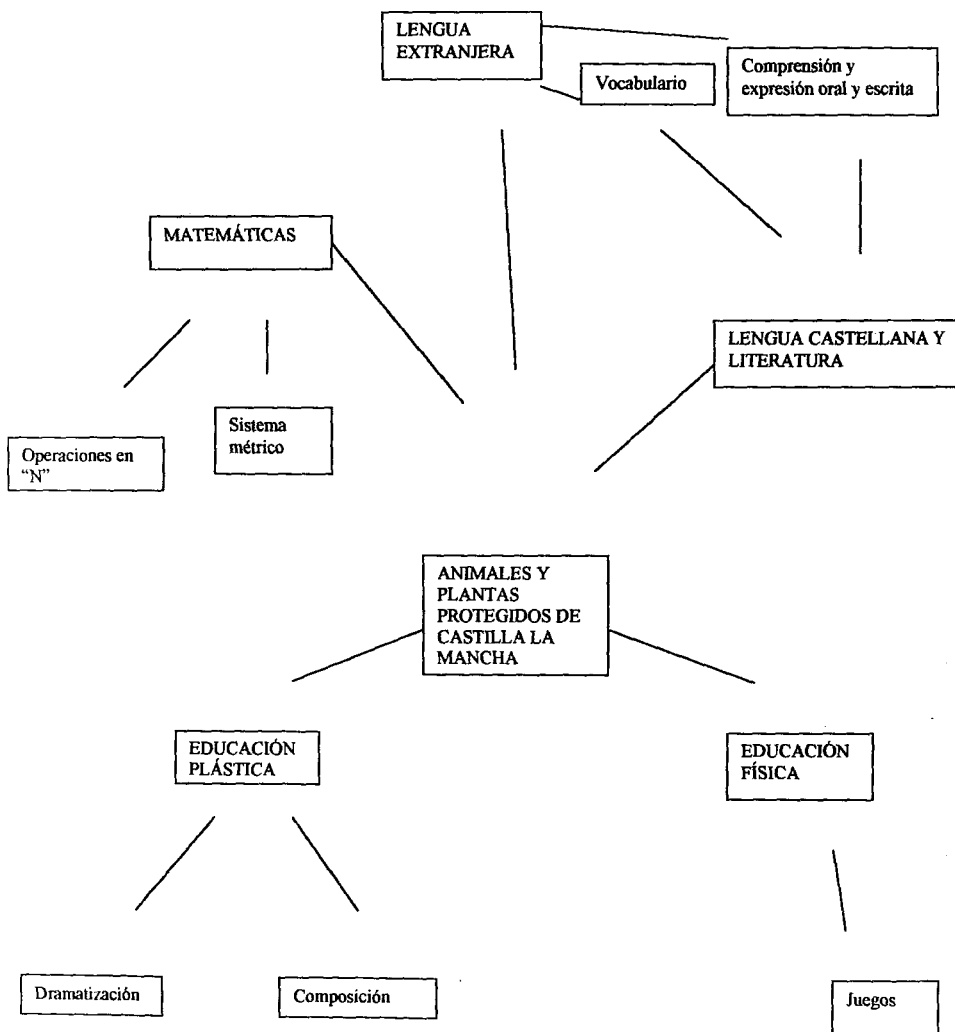 LENGUA
EXTRANJERA
Vocabulario
Comprensión y
expresión oral y escrita
MATEMÁTICAS
LENGUA CASTELLANA Y
LITERATURA
Operaciones en
“N”
Sistema
métrico
ANIMALES Y
PLANTAS
PROTEGIDOS DE
CASTILLA LA
MANCHA
EDUCACIÓN
PLÁSTICA
EDUCACIÓN
FÍSICA
Dramatización
Composición
Juegos